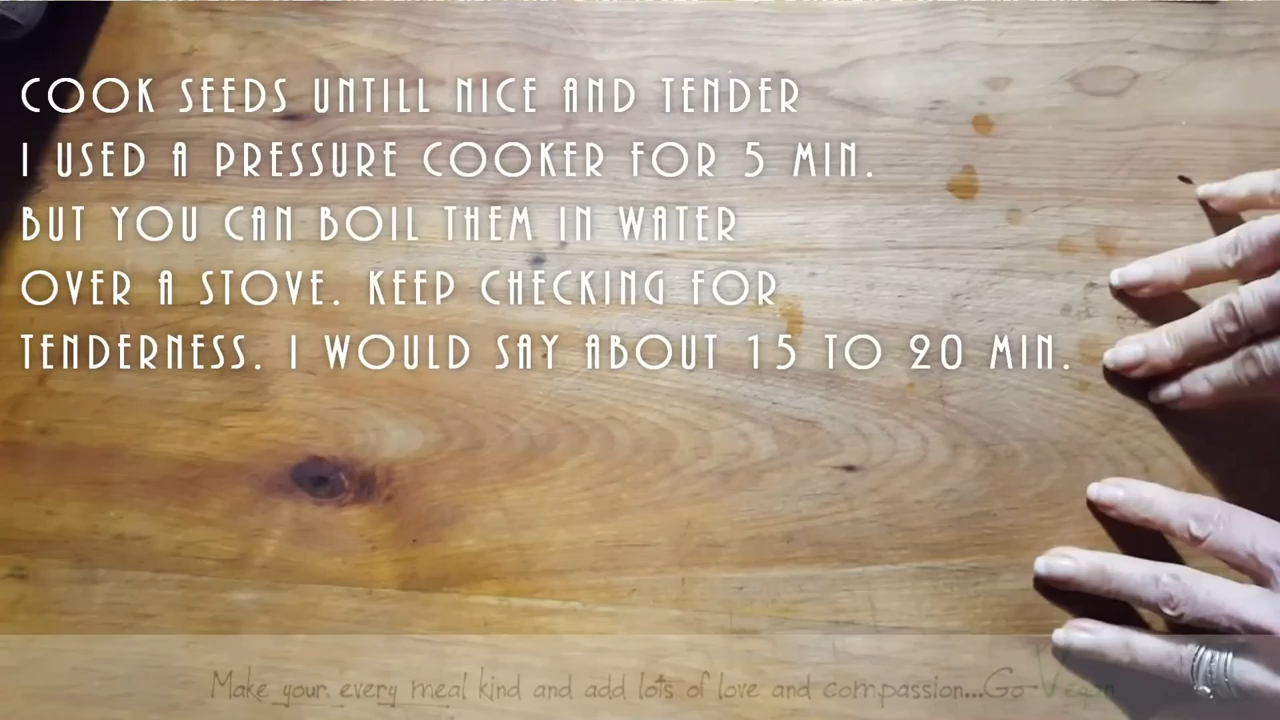 COOK SEEDS UNTILL NICE AND TENDER
I USED A PRESSURE COOKER FOR 5 MIN.
BUT YOU CAN BOIL THEM IN WATER
OVER A STOVE. KEEP CHECKING FOR
TENDERNESS. I WOULD SAY ABOUT 15 TO 20 MIN.
Make your every meal kind and add lots of love and compassion...Go Vegan